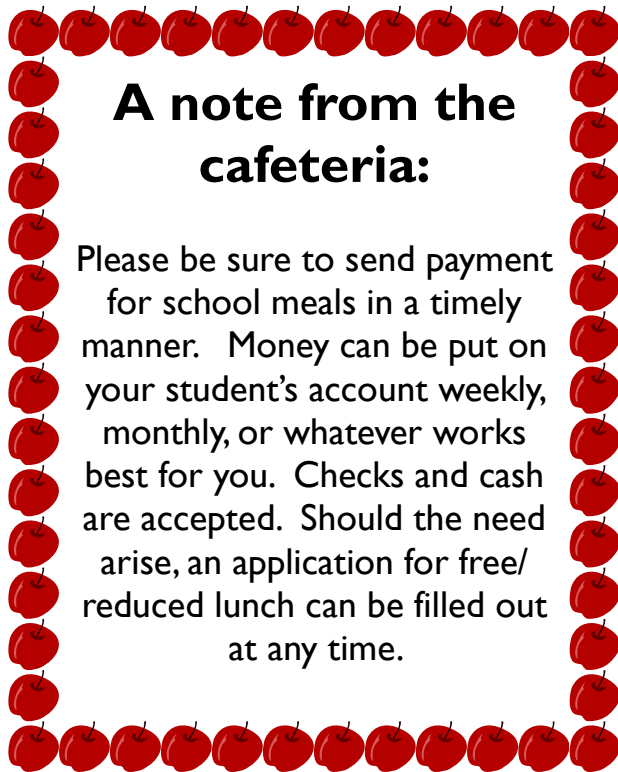 A note from the
cafeteria:
Please be sure to send payment
for school meals in a timely
manner.   Money can be put on
your student’s account weekly,
monthly, or whatever works
best for you.  Checks and cash
are accepted.  Should the need
arise, an application for free/
reduced lunch can be filled out
at any time.